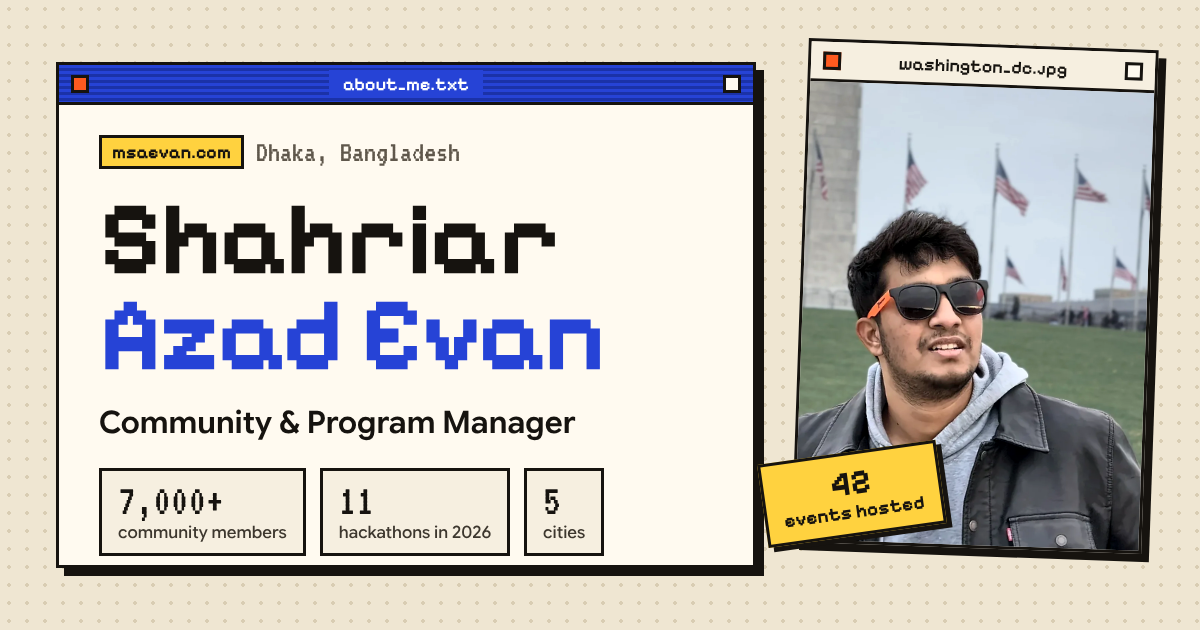 about_me.txt
msaevan.com
Dhaka, Bangladesh
Shahriar
Azad Evan
Community & Program Manager
7,000+
community members
11
hackathons in 2026
5
cities
washington_dc.jpg
48
events hosted